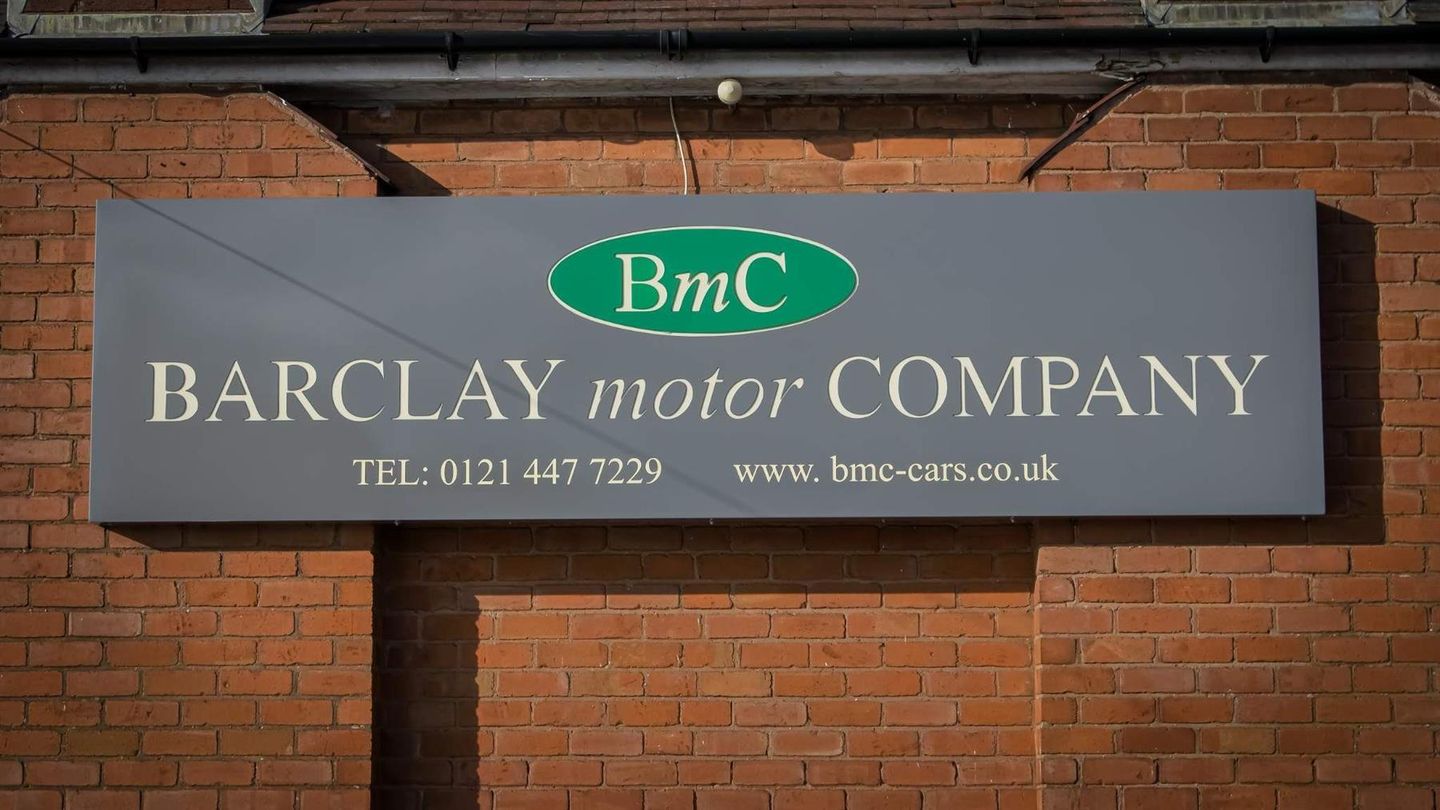 BmC
BARCLAY motor COMPANY
TEL: 0121 447 7229 www. bmc-cars.co.uk